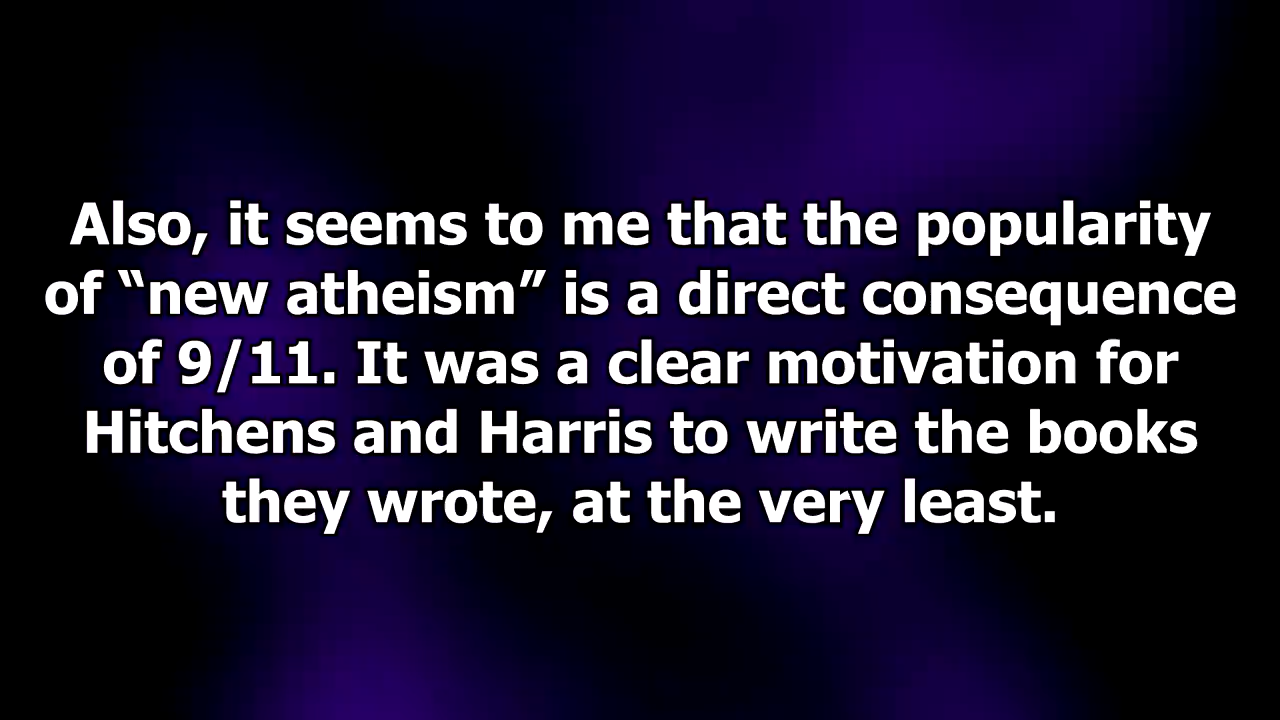 Also, it seems to me that the popularity
of “new atheism” is a direct consequence
of 9/11. It was a clear motivation for
Hitchens and Harris to write the books
they wrote, at the very least.